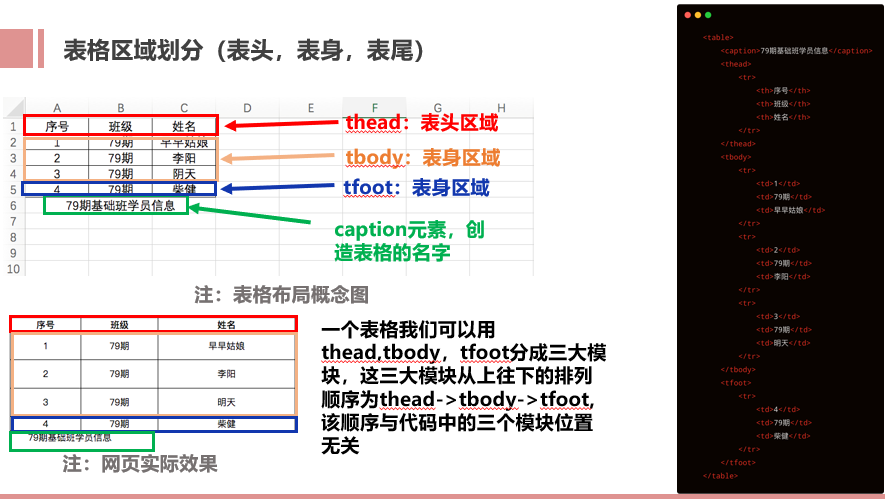 表格区域划分（表头，表身，表尾）
A B C D E F G H
1 序号 班级 姓名
2 1 79期 早早姑娘
3 2 79期 李阳
4 3 79期 阴天
5 4 79期 柴健
6 79期基础班学员信息
7
8
9
10
thead：表头区域
tbody：表身区域
tfoot：表身区域
caption元素，创
造表格的名字
注：表格布局概念图
序号 班级 姓名
1 79期 早早姑娘
2 79期 李阳
3 79期 明天
4 79期 柴健
79期基础班学员信息
注：网页实际效果
一个表格我们可以用
thead,tbody，tfoot分成三大模
块，这三大模块从上往下的排列
顺序为thead->tbody->tfoot,
该顺序与代码中的三个模块位置
无关
<table>
<caption>79期基础班学员信息</caption>
<thead>
<tr>
<th>序号</th>
<th>班级</th>
<th>姓名</th>
</tr>
</thead>
<tbody>
<tr>
<td>1</td>
<td>79期</td>
<td>早早姑娘</td>
</tr>
<tr>
<td>2</td>
<td>79期</td>
<td>李阳</td>
</tr>
<tr>
<td>3</td>
<td>79期</td>
<td>明天</td>
</tr>
</tbody>
<tfoot>
<tr>
<td>4</td>
<td>79期</td>
<td>柴健</td>
</tr>
</tfoot>
</table>